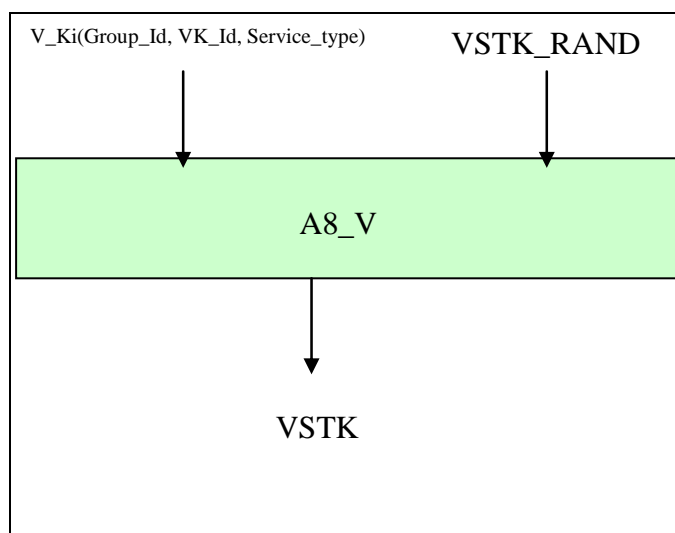 V_Ki(Group_Id, VK_Id, Service_type)
VSTK_RAND
A8_V
VSTK